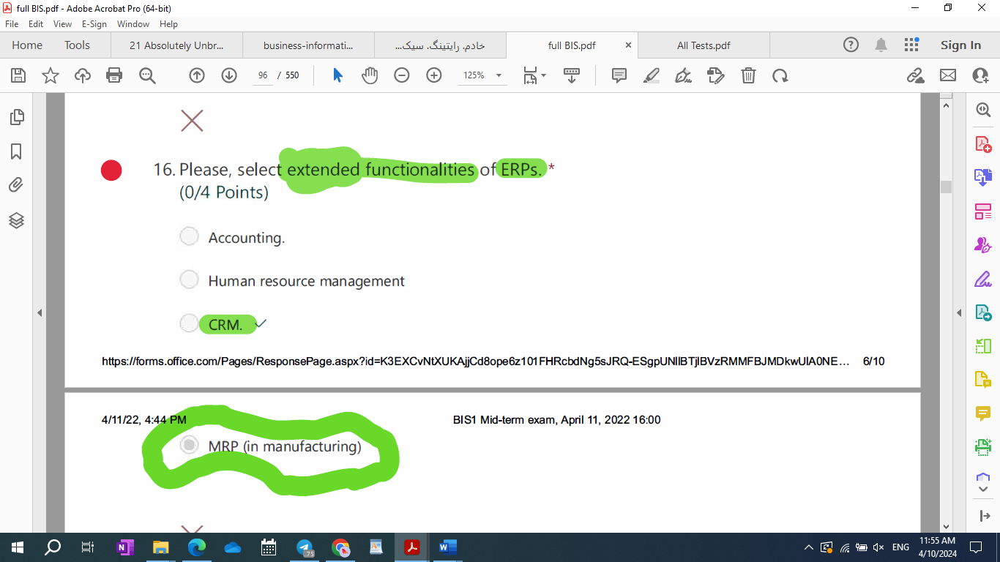 full BIS.pdf - Adobe Acrobat Pro (64-bit)
File Edit View E-Sign Window Help
Home Tools 21 Absolutely Unbr... business-informati... خادم. رایتینگ. سیک... full BIS.pdf × All Tests.pdf Sign In
96 / 550 125%
16. Please, select extended functionalities of ERPs. *
(0/4 Points)
Accounting.
Human resource management
CRM.
https://forms.office.com/Pages/ResponsePage.aspx?id=K3EXCvNtXUKAjjCd8ope6z101FHRcbdNg5sJRQ-ESgpUNllBTjlBVzRMMFBJMDkwUlA0NE… 6/10
4/11/22, 4:44 PM BIS1 Mid-term exam, April 11, 2022 16:00
MRP (in manufacturing)
75 ENG 11:55 AM
4/10/2024